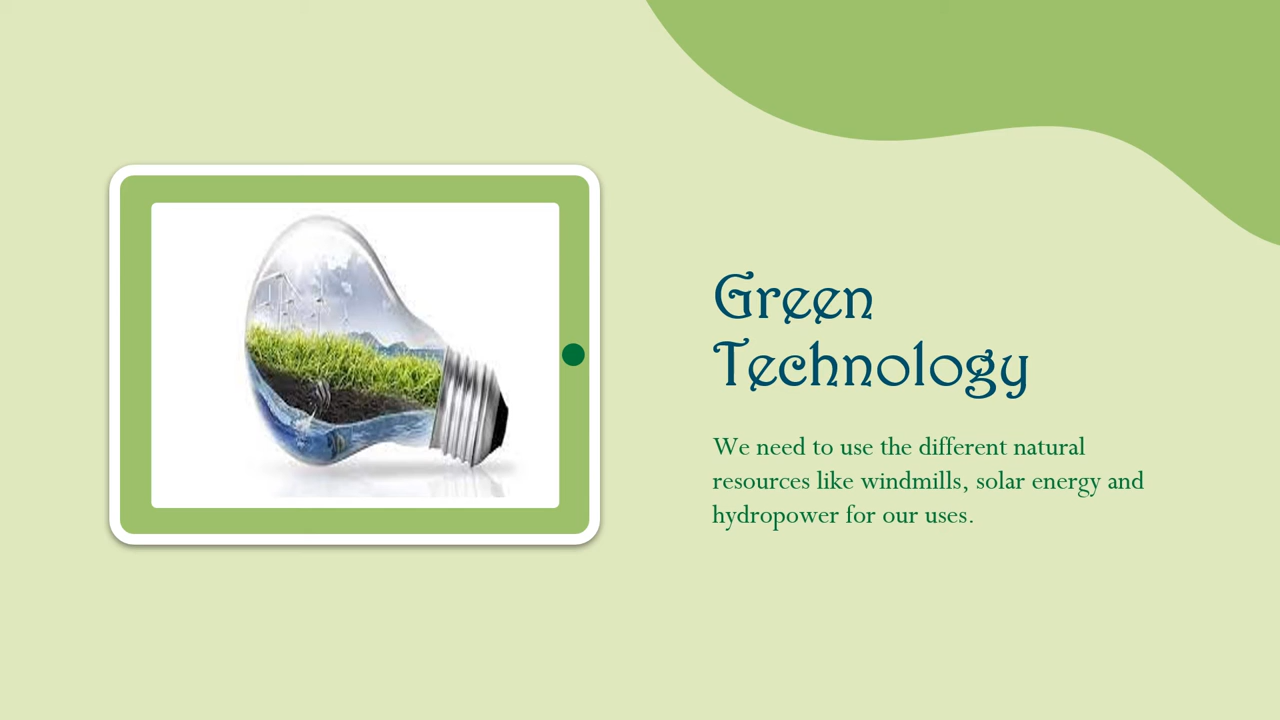 Green
Technology
We need to use the different natural
resources like windmills, solar energy and
hydropower for our uses.